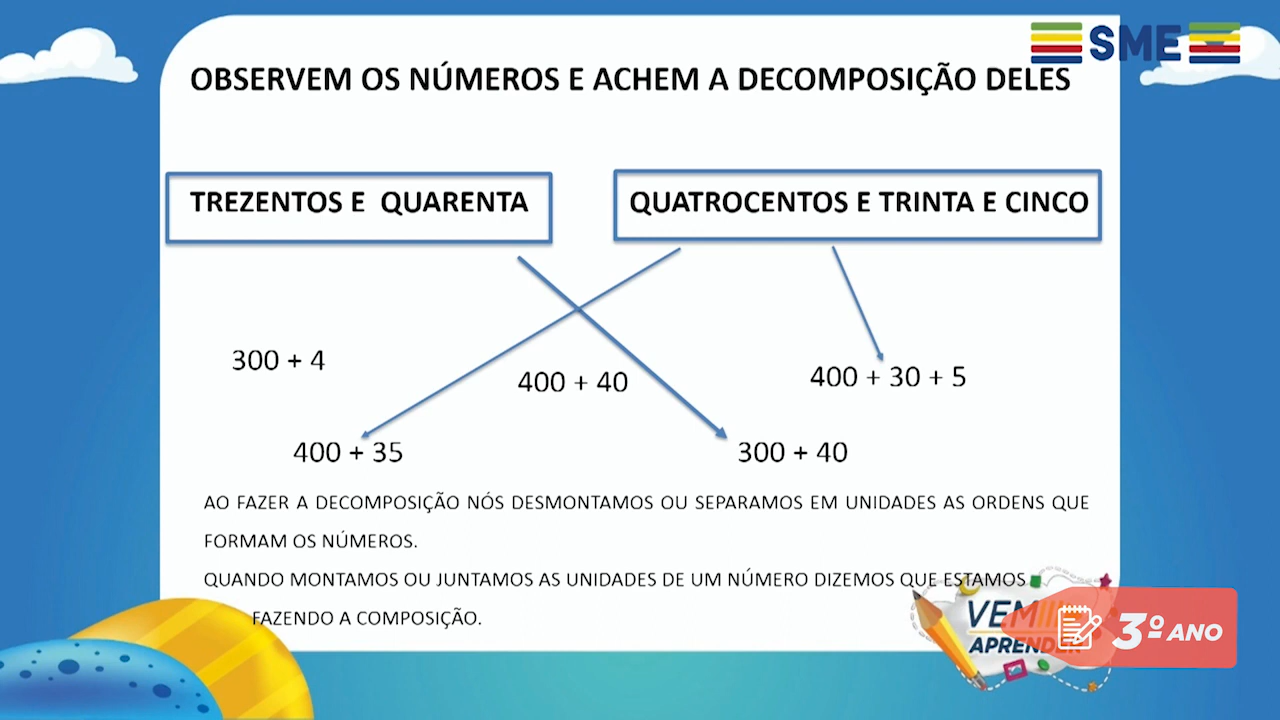 SME
OBSERVEM OS NÚMEROS E ACHEM A DECOMPOSIÇÃO DELES
TREZENTOS E QUARENTA
QUATROCENTOS E TRINTA E CINCO
300 + 4
400 + 40
400 + 30 + 5
400 + 35
300 + 40
AO FAZER A DECOMPOSIÇÃO NÓS DESMONTAMOS OU SEPARAMOS EM UNIDADES AS ORDENS QUE
FORMAM OS NÚMEROS.
QUANDO MONTAMOS OU JUNTAMOS AS UNIDADES DE UM NÚMERO DIZEMOS QUE ESTAMOS
FAZENDO A COMPOSIÇÃO.
VEM
APRENDER
3º ANO